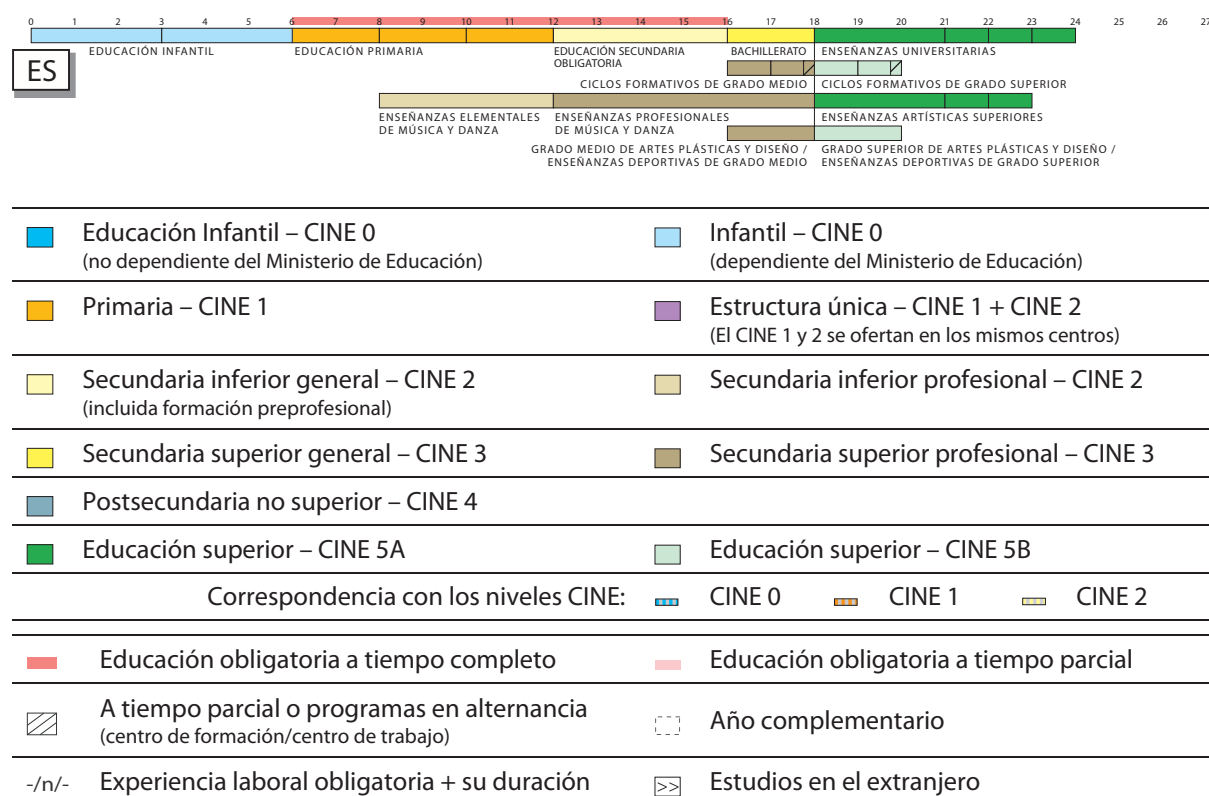 0 1 2 3 4 5 6 7 8 9 10 11 12 13 14 15 16 17 18 19 20 21 22 23 24 25 26 27
EDUCACIÓN INFANTIL EDUCACIÓN PRIMARIA EDUCACIÓN SECUNDARIA BACHILLERATO ENSEÑANZAS UNIVERSITARIAS
OBLIGATORIA
ES
CICLOS FORMATIVOS DE GRADO MEDIO CICLOS FORMATIVOS DE GRADO SUPERIOR
ENSEÑANZAS ELEMENTALES ENSEÑANZAS PROFESIONALES ENSEÑANZAS ARTÍSTICAS SUPERIORES
DE MÚSICA Y DANZA DE MÚSICA Y DANZA
GRADO MEDIO DE ARTES PLÁSTICAS Y DISEÑO / GRADO SUPERIOR DE ARTES PLÁSTICAS Y DISEÑO /
ENSEÑANZAS DEPORTIVAS DE GRADO MEDIO ENSEÑANZAS DEPORTIVAS DE GRADO SUPERIOR
Educación Infantil – CINE 0 Infantil – CINE 0
(no dependiente del Ministerio de Educación) (dependiente del Ministerio de Educación)
Primaria – CINE 1 Estructura única – CINE 1 + CINE 2
(El CINE 1 y 2 se ofertan en los mismos centros)
Secundaria inferior general – CINE 2 Secundaria inferior profesional – CINE 2
(incluida formación preprofesional)
Secundaria superior general – CINE 3 Secundaria superior profesional – CINE 3
Postsecundaria no superior – CINE 4
Educación superior – CINE 5A Educación superior – CINE 5B
Correspondencia con los niveles CINE: CINE 0 CINE 1 CINE 2
Educación obligatoria a tiempo completo Educación obligatoria a tiempo parcial
A tiempo parcial o programas en alternancia Año complementario
(centro de formación/centro de trabajo)
-/n/- Experiencia laboral obligatoria + su duración >> Estudios en el extranjero